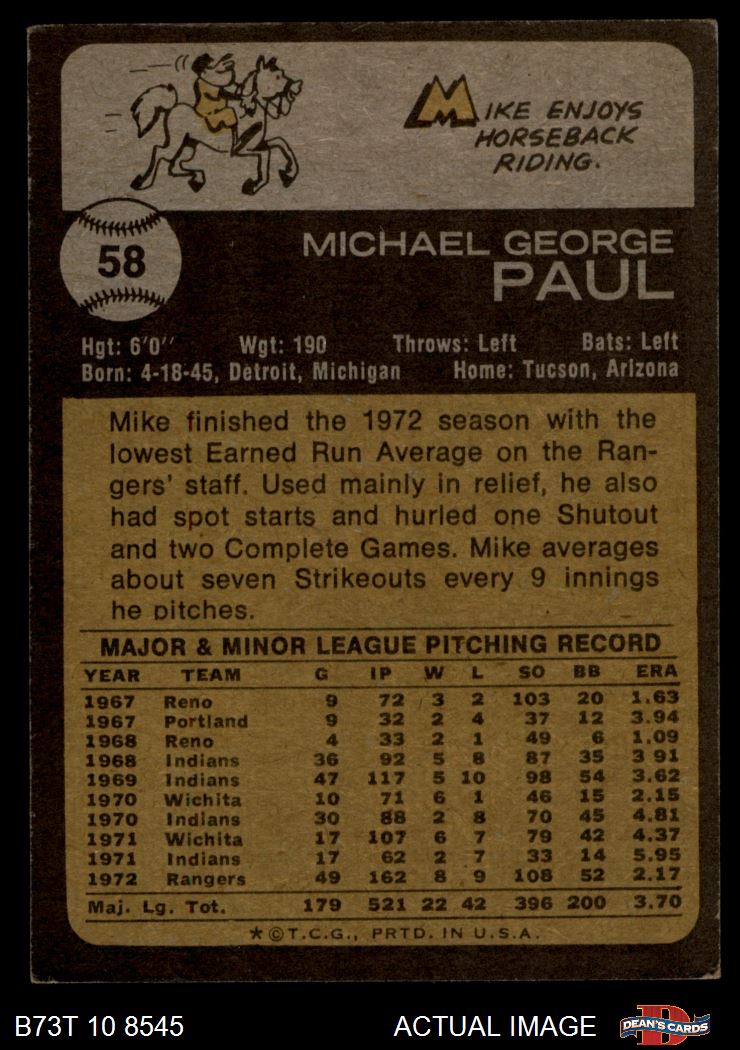 MIKE ENJOYS
HORSEBACK
RIDING.
58
MICHAEL GEORGE
PAUL
Hgt: 6'0'' Wgt: 190 Throws: Left Bats: Left
Born: 4-18-45, Detroit, Michigan Home: Tucson, Arizona
Mike finished the 1972 season with the
lowest Earned Run Average on the Ran-
gers' staff. Used mainly in relief, he also
had spot starts and hurled one Shutout
and two Complete Games. Mike averages
about seven Strikeouts every 9 innings
he pitches.
MAJOR & MINOR LEAGUE PITCHING RECORD
YEAR TEAM G IP W L SO BB ERA
1967 Reno 9 72 3 2 103 20 1.63
1967 Portland 9 32 2 4 37 12 3.94
1968 Reno 4 33 2 1 49 6 1.09
1968 Indians 36 92 5 8 87 35 3 91
1969 Indians 47 117 5 10 98 54 3.62
1970 Wichita 10 71 6 1 46 15 2.15
1970 Indians 30 88 2 8 70 45 4.81
1971 Wichita 17 107 6 7 79 42 4.37
1971 Indians 17 62 2 7 33 14 5.95
1972 Rangers 49 162 8 9 108 52 2.17
Maj. Lg. Tot. 179 521 22 42 396 200 3.70
★©T.C.G., PRTD. IN U.S.A.
B73T 10 8545 ACTUAL IMAGE D DEAN'S CARDS